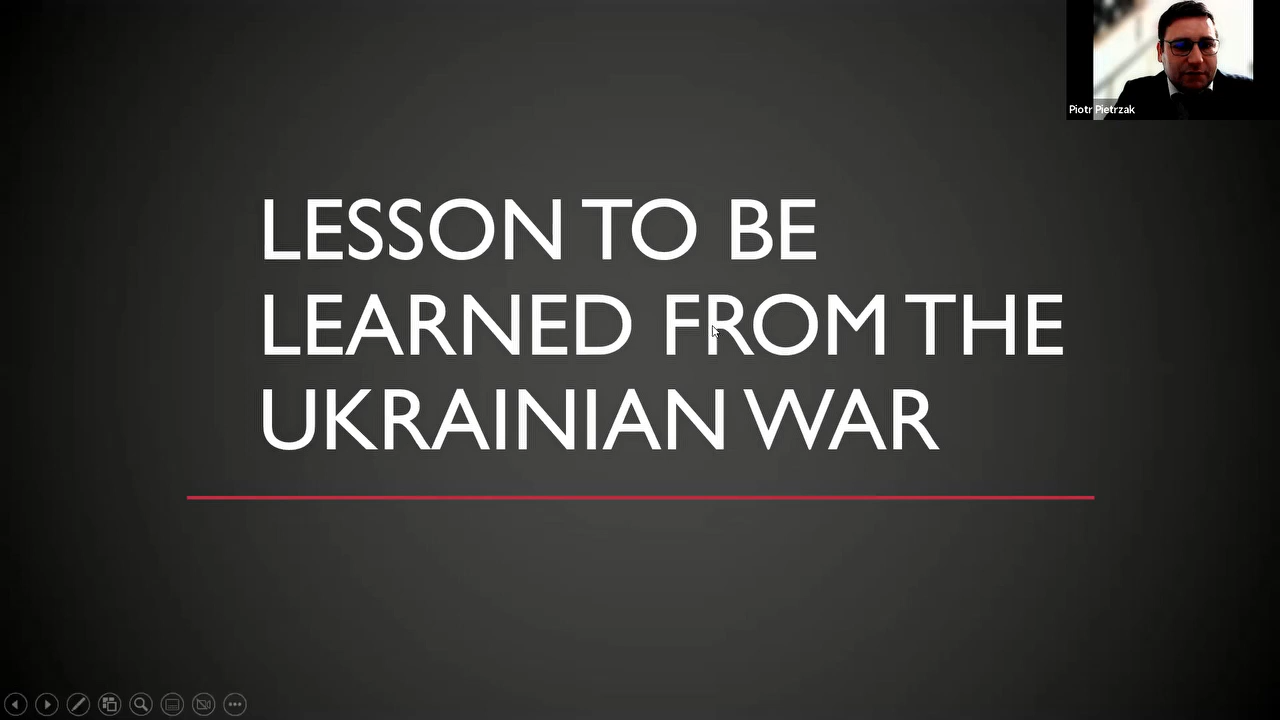 Piotr Pietrzak
LESSON TO BE
LEARNED FROM THE
UKRAINIAN WAR